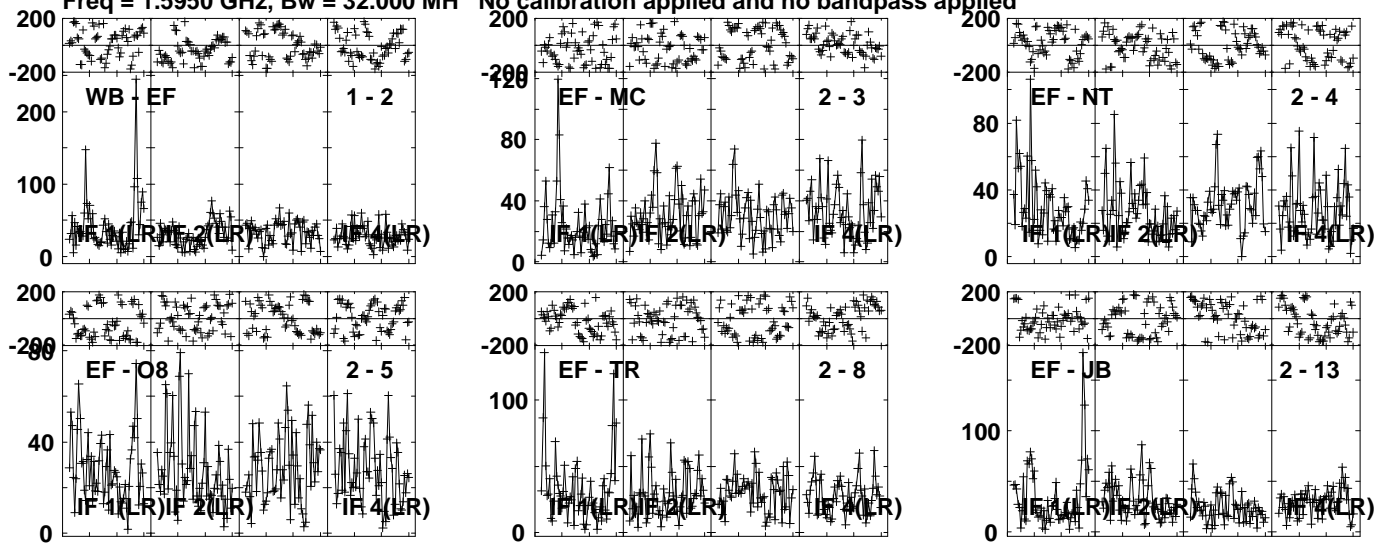 Freq = 1.5950 GHz, Bw = 32.000 MH No calibration applied and no bandpass applied
200
-200
200
100
0
WB - EF 1 - 2
IF 1(LR) IF 2(LR) IF 4(LR)
200
-200
120
80
40
0
EF - MC 2 - 3
IF 1(LR) IF 2(LR) IF 4(LR)
200
-200
80
40
0
EF - NT 2 - 4
IF 1(LR) IF 2(LR) IF 4(LR)
200
-200
80
40
0
EF - O8 2 - 5
IF 1(LR) IF 2(LR) IF 4(LR)
200
-200
100
0
EF - TR 2 - 8
IF 1(LR) IF 2(LR) IF 4(LR)
200
-200
100
0
EF - JB 2 - 13
IF 1(LR) IF 2(LR) IF 4(LR)